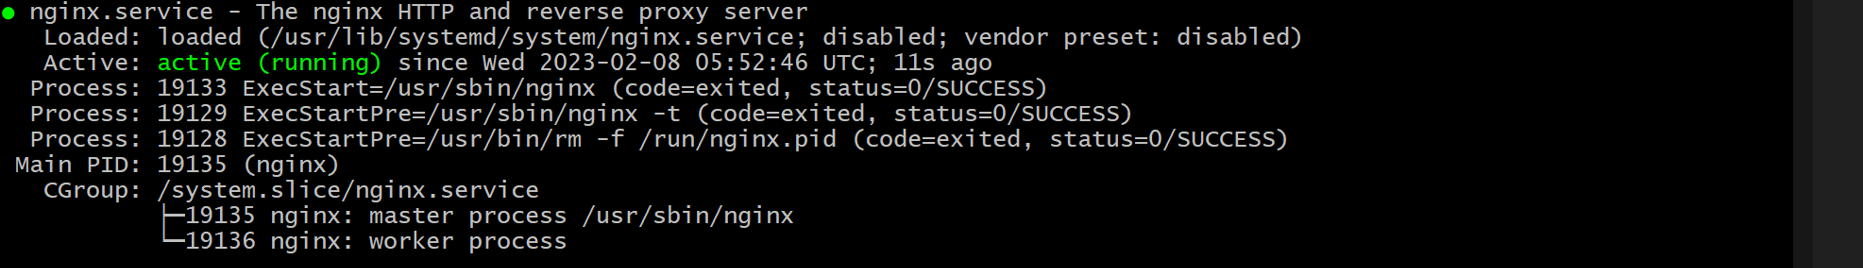 ● nginx.service - The nginx HTTP and reverse proxy server
Loaded: loaded (/usr/lib/systemd/system/nginx.service; disabled; vendor preset: disabled)
Active: active (running) since Wed 2023-02-08 05:52:46 UTC; 11s ago
Process: 19133 ExecStart=/usr/sbin/nginx (code=exited, status=0/SUCCESS)
Process: 19129 ExecStartPre=/usr/sbin/nginx -t (code=exited, status=0/SUCCESS)
Process: 19128 ExecStartPre=/usr/bin/rm -f /run/nginx.pid (code=exited, status=0/SUCCESS)
Main PID: 19135 (nginx)
CGroup: /system.slice/nginx.service
├─19135 nginx: master process /usr/sbin/nginx
└─19136 nginx: worker process